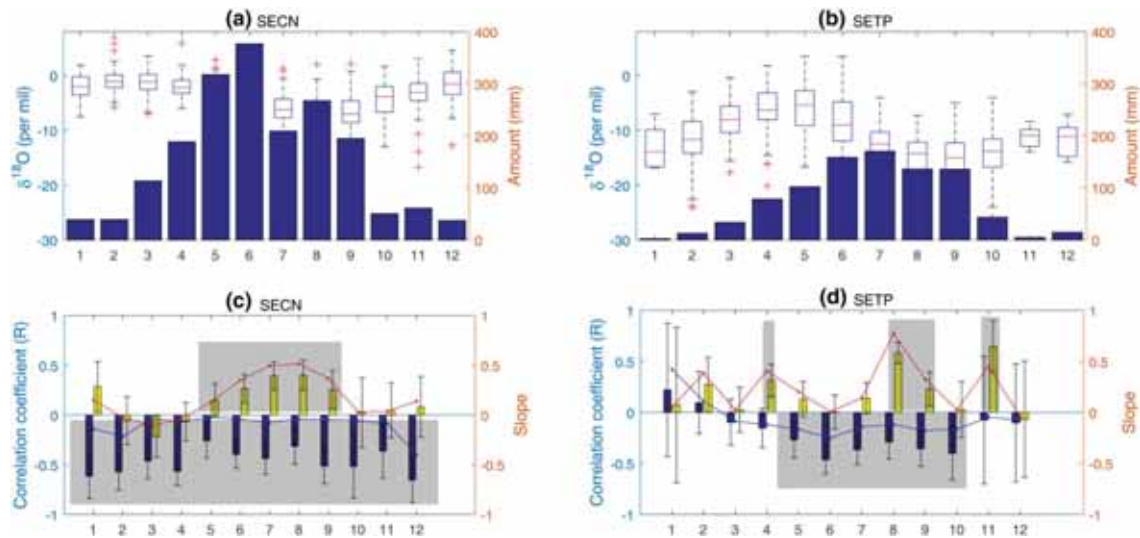 (a) SECN
δ18O (per mil)
0
-10
-20
-30
400
300
200
100
0
Amount (mm)
1 2 3 4 5 6 7 8 9 10 11 12
(b) SETP
δ18O (per mil)
0
-10
-20
-30
400
300
200
100
0
Amount (mm)
1 2 3 4 5 6 7 8 9 10 11 12
(c) SECN
Correlation coefficient (R)
1
0.5
0
-0.5
-1
1
0.5
0
-0.5
-1
Slope
1 2 3 4 5 6 7 8 9 10 11 12
(d) SETP
Correlation coefficient (R)
1
0.5
0
-0.5
-1
1
0.5
0
-0.5
-1
Slope
1 2 3 4 5 6 7 8 9 10 11 12